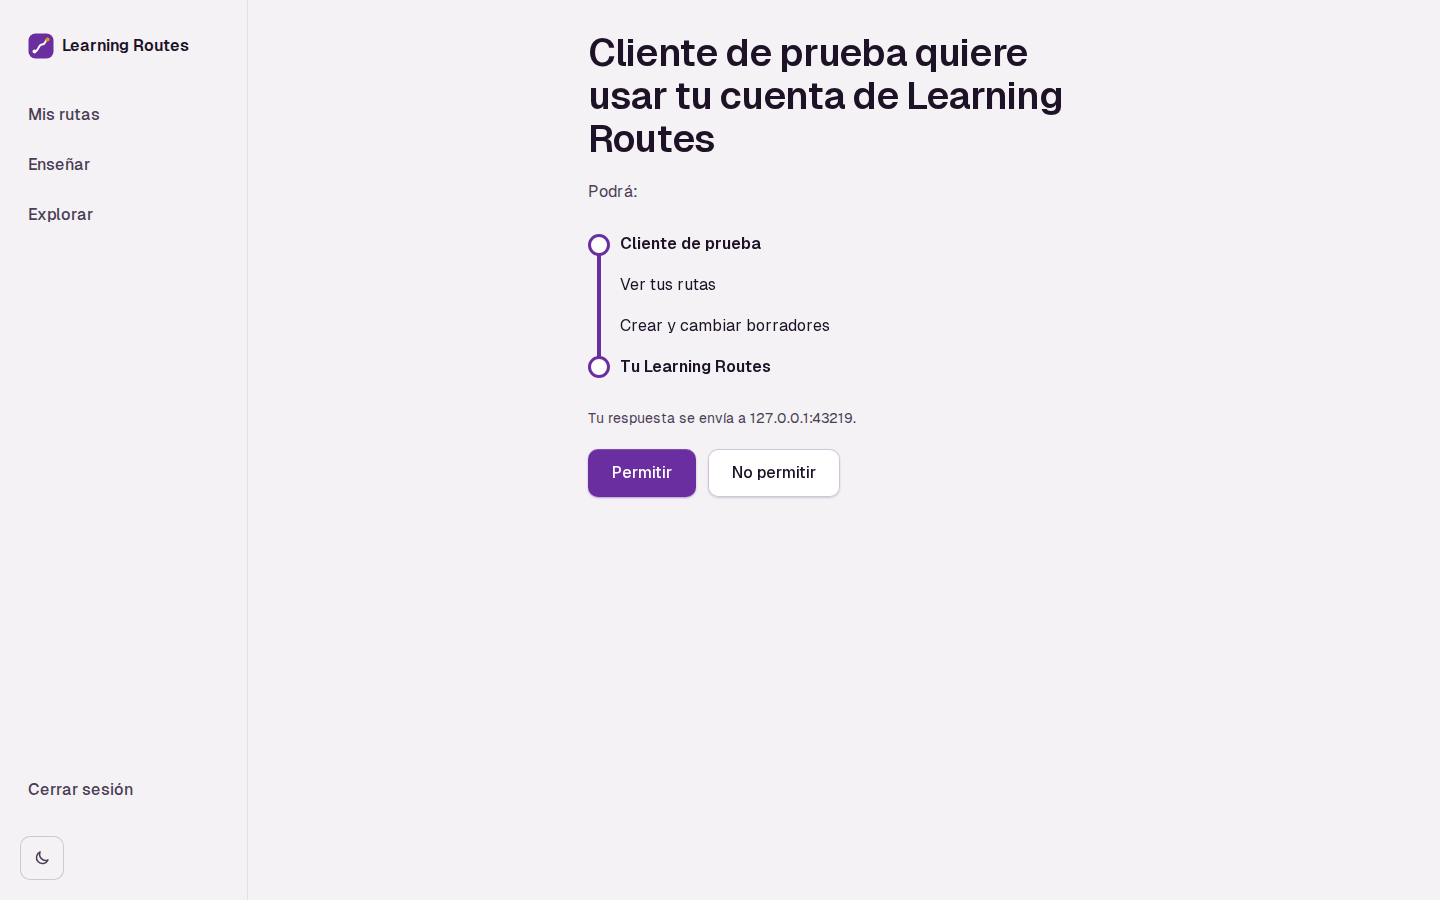 Learning Routes
Mis rutas
Enseñar
Explorar
Cerrar sesión
Cliente de prueba quiere
usar tu cuenta de Learning
Routes
Podrá:
Cliente de prueba
Ver tus rutas
Crear y cambiar borradores
Tu Learning Routes
Tu respuesta se envía a 127.0.0.1:43219.
Permitir
No permitir